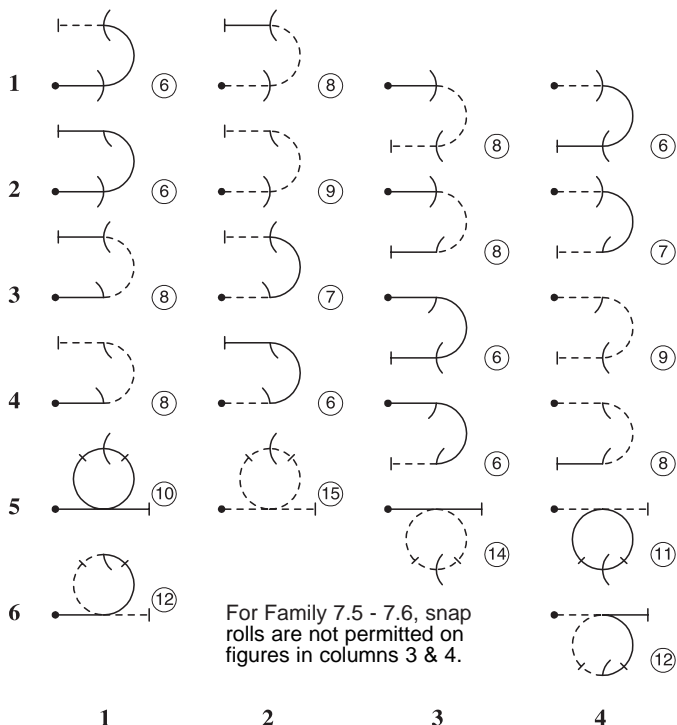 1 ⑥ ⑧
⑧ ⑥
2 ⑥ ⑨
⑧ ⑦
3 ⑧ ⑦
⑥ ⑨
4 ⑧ ⑥
⑥ ⑧
⑩ ⑮
5
⑭ ⑪
⑫
6
For Family 7.5 - 7.6, snap
rolls are not permitted on
figures in columns 3 & 4.
⑫
1 2 3 4